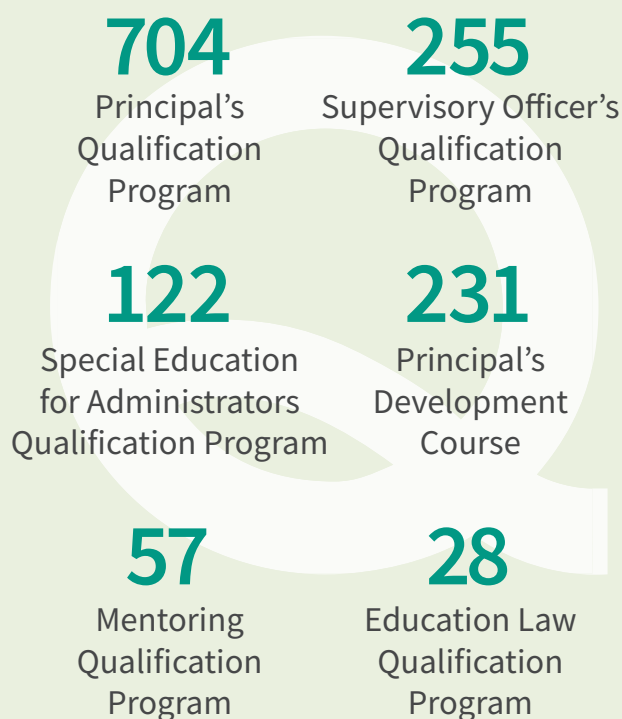 704
Principal’s
Qualification
Program
255
Supervisory Officer’s
Qualification
Program
122
Special Education
for Administrators
Qualification Program
231
Principal’s
Development
Course
57
Mentoring
Qualification
Program
28
Education Law
Qualification
Program